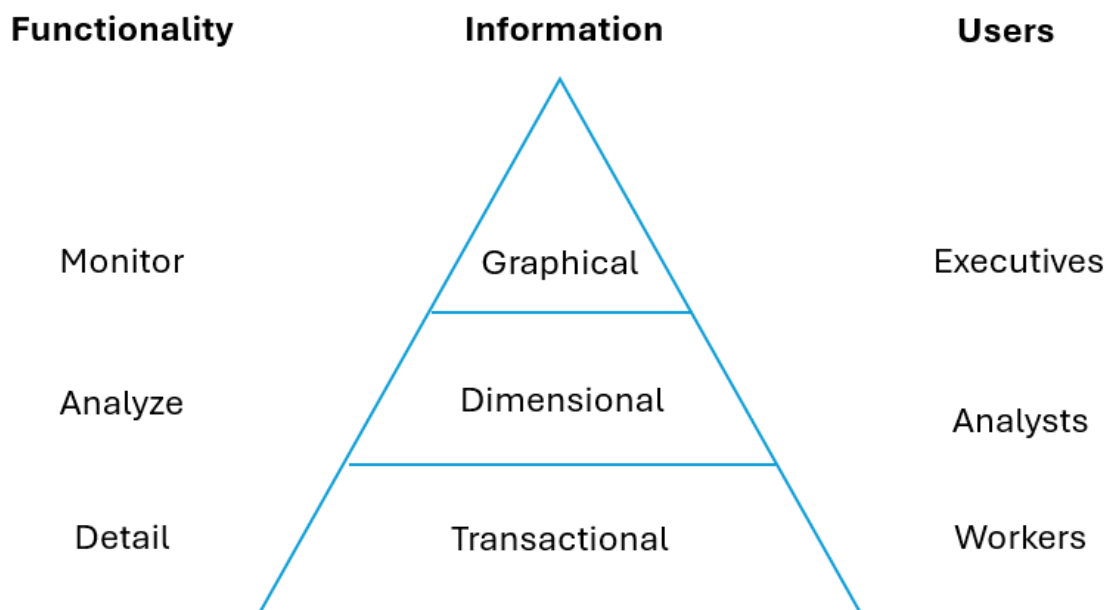 Functionality Information Users
Monitor Graphical Executives
Analyze Dimensional Analysts
Detail Transactional Workers